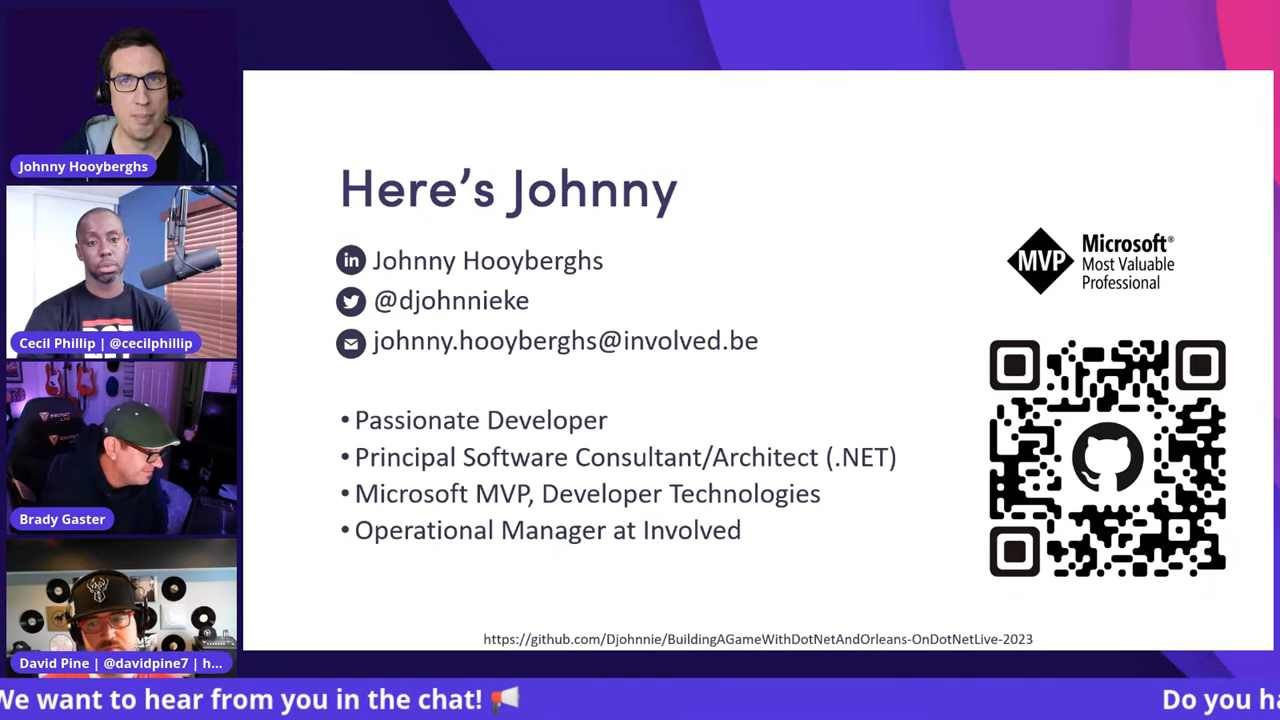 Johnny Hooyberghs
Cecil Phillip | @cecilphillip
Brady Gaster
David Pine | @davidpine7 | h...
Here's Johnny
in Johnny Hooyberghs
@djohnnieke
johnny.hooyberghs@involved.be
• Passionate Developer
• Principal Software Consultant/Architect (.NET)
• Microsoft MVP, Developer Technologies
• Operational Manager at Involved
MVP
Microsoft®
Most Valuable
Professional
https://github.com/Djohnnie/BuildingAGameWithDotNetAndOrleans-OnDotNetLive-2023
We want to hear from you in the chat! 📢
Do you ha